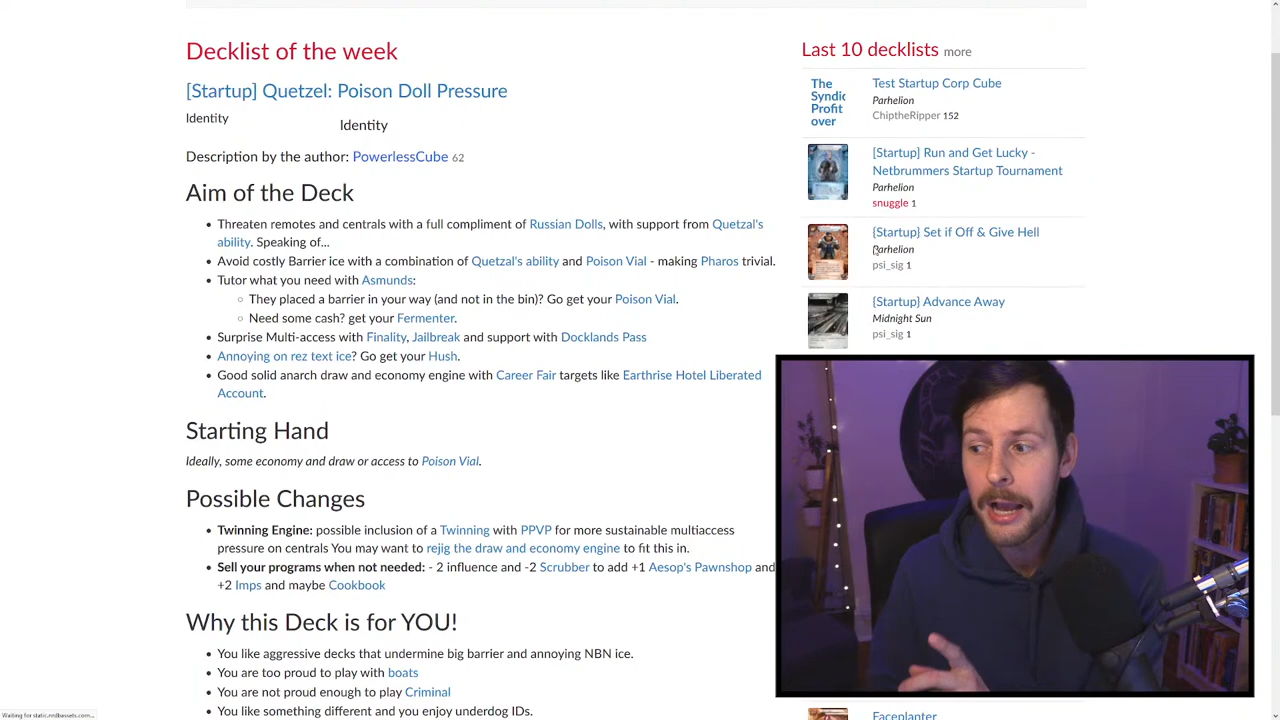 Decklist of the week
[Startup] Quetzel: Poison Doll Pressure
Identity
Identity
Description by the author: PowerlessCube 62
Aim of the Deck
Threaten remotes and centrals with a full compliment of Russian Dolls, with support from Quetzal's
ability. Speaking of...
Avoid costly Barrier ice with a combination of Quetzal's ability and Poison Vial - making Pharos trivial.
Tutor what you need with Asmunds:
They placed a barrier in your way (and not in the bin)? Go get your Poison Vial.
Need some cash? get your Fermenter.
Surprise Multi-access with Finality, Jailbreak and support with Docklands Pass
Annoying on rez text ice? Go get your Hush.
Good solid anarch draw and economy engine with Career Fair targets like Earthrise Hotel Liberated
Account.
Starting Hand
Ideally, some economy and draw or access to Poison Vial.
Possible Changes
Twinning Engine: possible inclusion of a Twinning with PPVP for more sustainable multiaccess
pressure on centrals You may want to rejig the draw and economy engine to fit this in.
Sell your programs when not needed: - 2 influence and -2 Scrubber to add +1 Aesop's Pawnshop and
+2 Imps and maybe Cookbook
Why this Deck is for YOU!
You like aggressive decks that undermine big barrier and annoying NBN ice.
You are too proud to play with boats
You are not proud enough to play Criminal
You like something different and you enjoy underdog IDs.
Last 10 decklists more
The
Syndic
Profit
over
Test Startup Corp Cube
Parhelion
ChiptheRipper 152
[Startup] Run and Get Lucky -
Netbrummers Startup Tournament
Parhelion
snuggle 1
{Startup} Set if Off & Give Hell
Parhelion
psi_sig 1
{Startup} Advance Away
Midnight Sun
psi_sig 1
Faceplanter